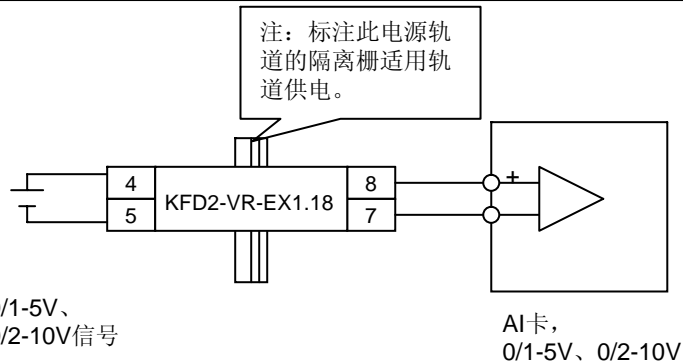 注：标注此电源轨
道的隔离栅适用轨
道供电。
4
5
KFD2-VR-EX1.18
8
7
+
0/1-5V、
0/2-10V信号
AI卡，
0/1-5V、0/2-10V